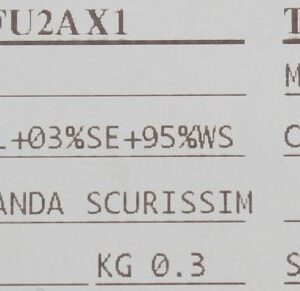 FU2AX1 T
M
L+03%SE+95%WS C
ANDA SCURISSIM
KG 0.3 S